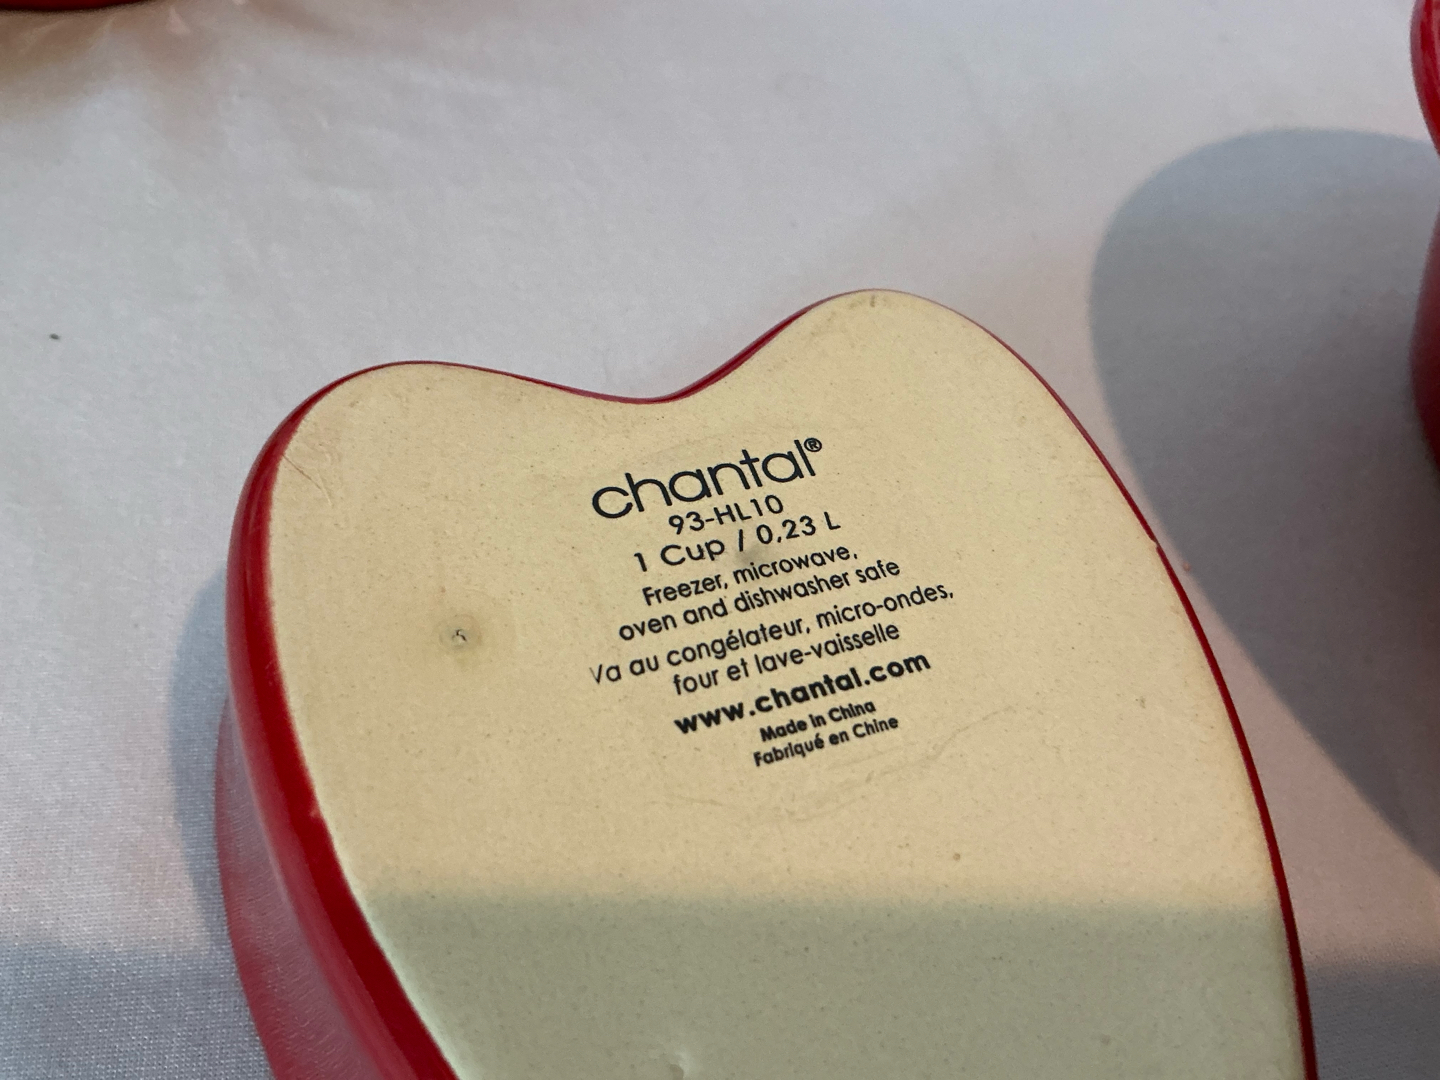 chantal®
93-HL10
1 Cup / 0,23 L
Freezer, microwave,
oven and dishwasher safe
Va au congélateur, micro-ondes,
four et lave-vaisselle
www.chantal.com
Made in China
Fabriqué en Chine